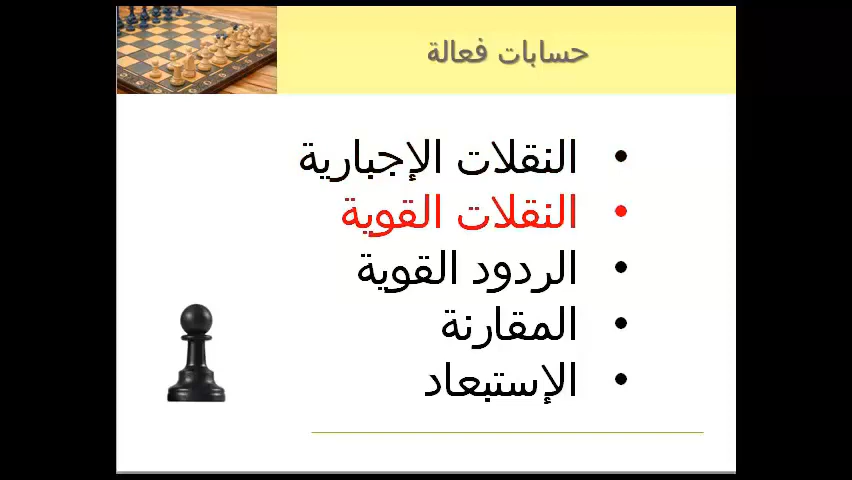 حسابات فعالة
• النقلات الإجبارية
• النقلات القوية
• الردود القوية
• المقارنة
• الإستبعاد